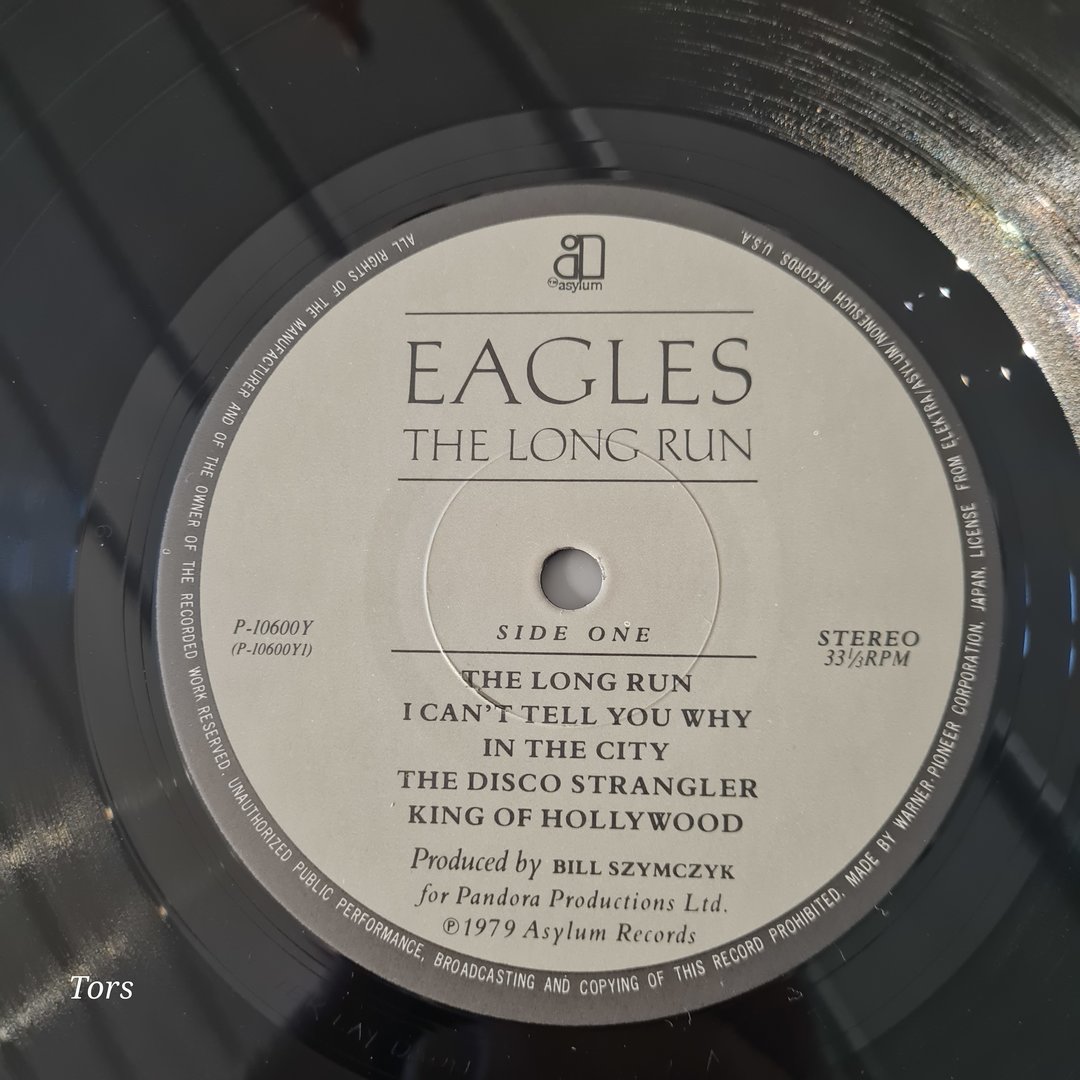 ™asylum
EAGLES
THE LONG RUN
SIDE ONE
P-10600Y
(P-10600Y1)
STEREO
33⅓RPM
THE LONG RUN
I CAN'T TELL YOU WHY
IN THE CITY
THE DISCO STRANGLER
KING OF HOLLYWOOD
Produced by BILL SZYMCZYK
for Pandora Productions Ltd.
℗1979 Asylum Records
ALL RIGHTS OF THE MANUFACTURER AND OF THE OWNER OF THE RECORDED WORK RESERVED. UNAUTHORIZED PUBLIC PERFORMANCE, BROADCASTING AND COPYING OF THIS RECORD PROHIBITED. MADE BY WARNER-PIONEER CORPORATION, JAPAN, LICENSE FROM ELEKTRA/ASYLUM/NONESUCH RECORDS, U.S.A.
Tors